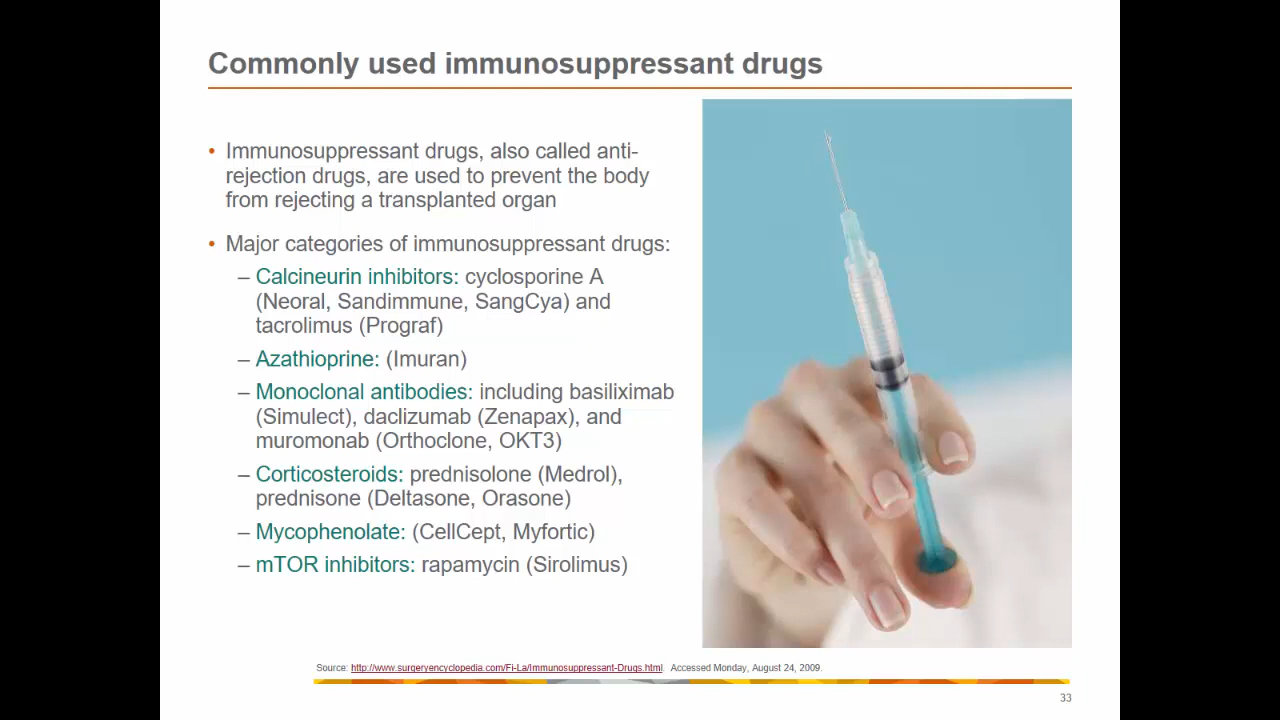 Commonly used immunosuppressant drugs
• Immunosuppressant drugs, also called anti-
rejection drugs, are used to prevent the body
from rejecting a transplanted organ
• Major categories of immunosuppressant drugs:
– Calcineurin inhibitors: cyclosporine A
(Neoral, Sandimmune, SangCya) and
tacrolimus (Prograf)
– Azathioprine: (Imuran)
– Monoclonal antibodies: including basiliximab
(Simulect), daclizumab (Zenapax), and
muromonab (Orthoclone, OKT3)
– Corticosteroids: prednisolone (Medrol),
prednisone (Deltasone, Orasone)
– Mycophenolate: (CellCept, Myfortic)
– mTOR inhibitors: rapamycin (Sirolimus)
Source: http://www.surgeryencyclopedia.com/Fi-La/Immunosuppressant-Drugs.html. Accessed Monday, August 24, 2009.
33